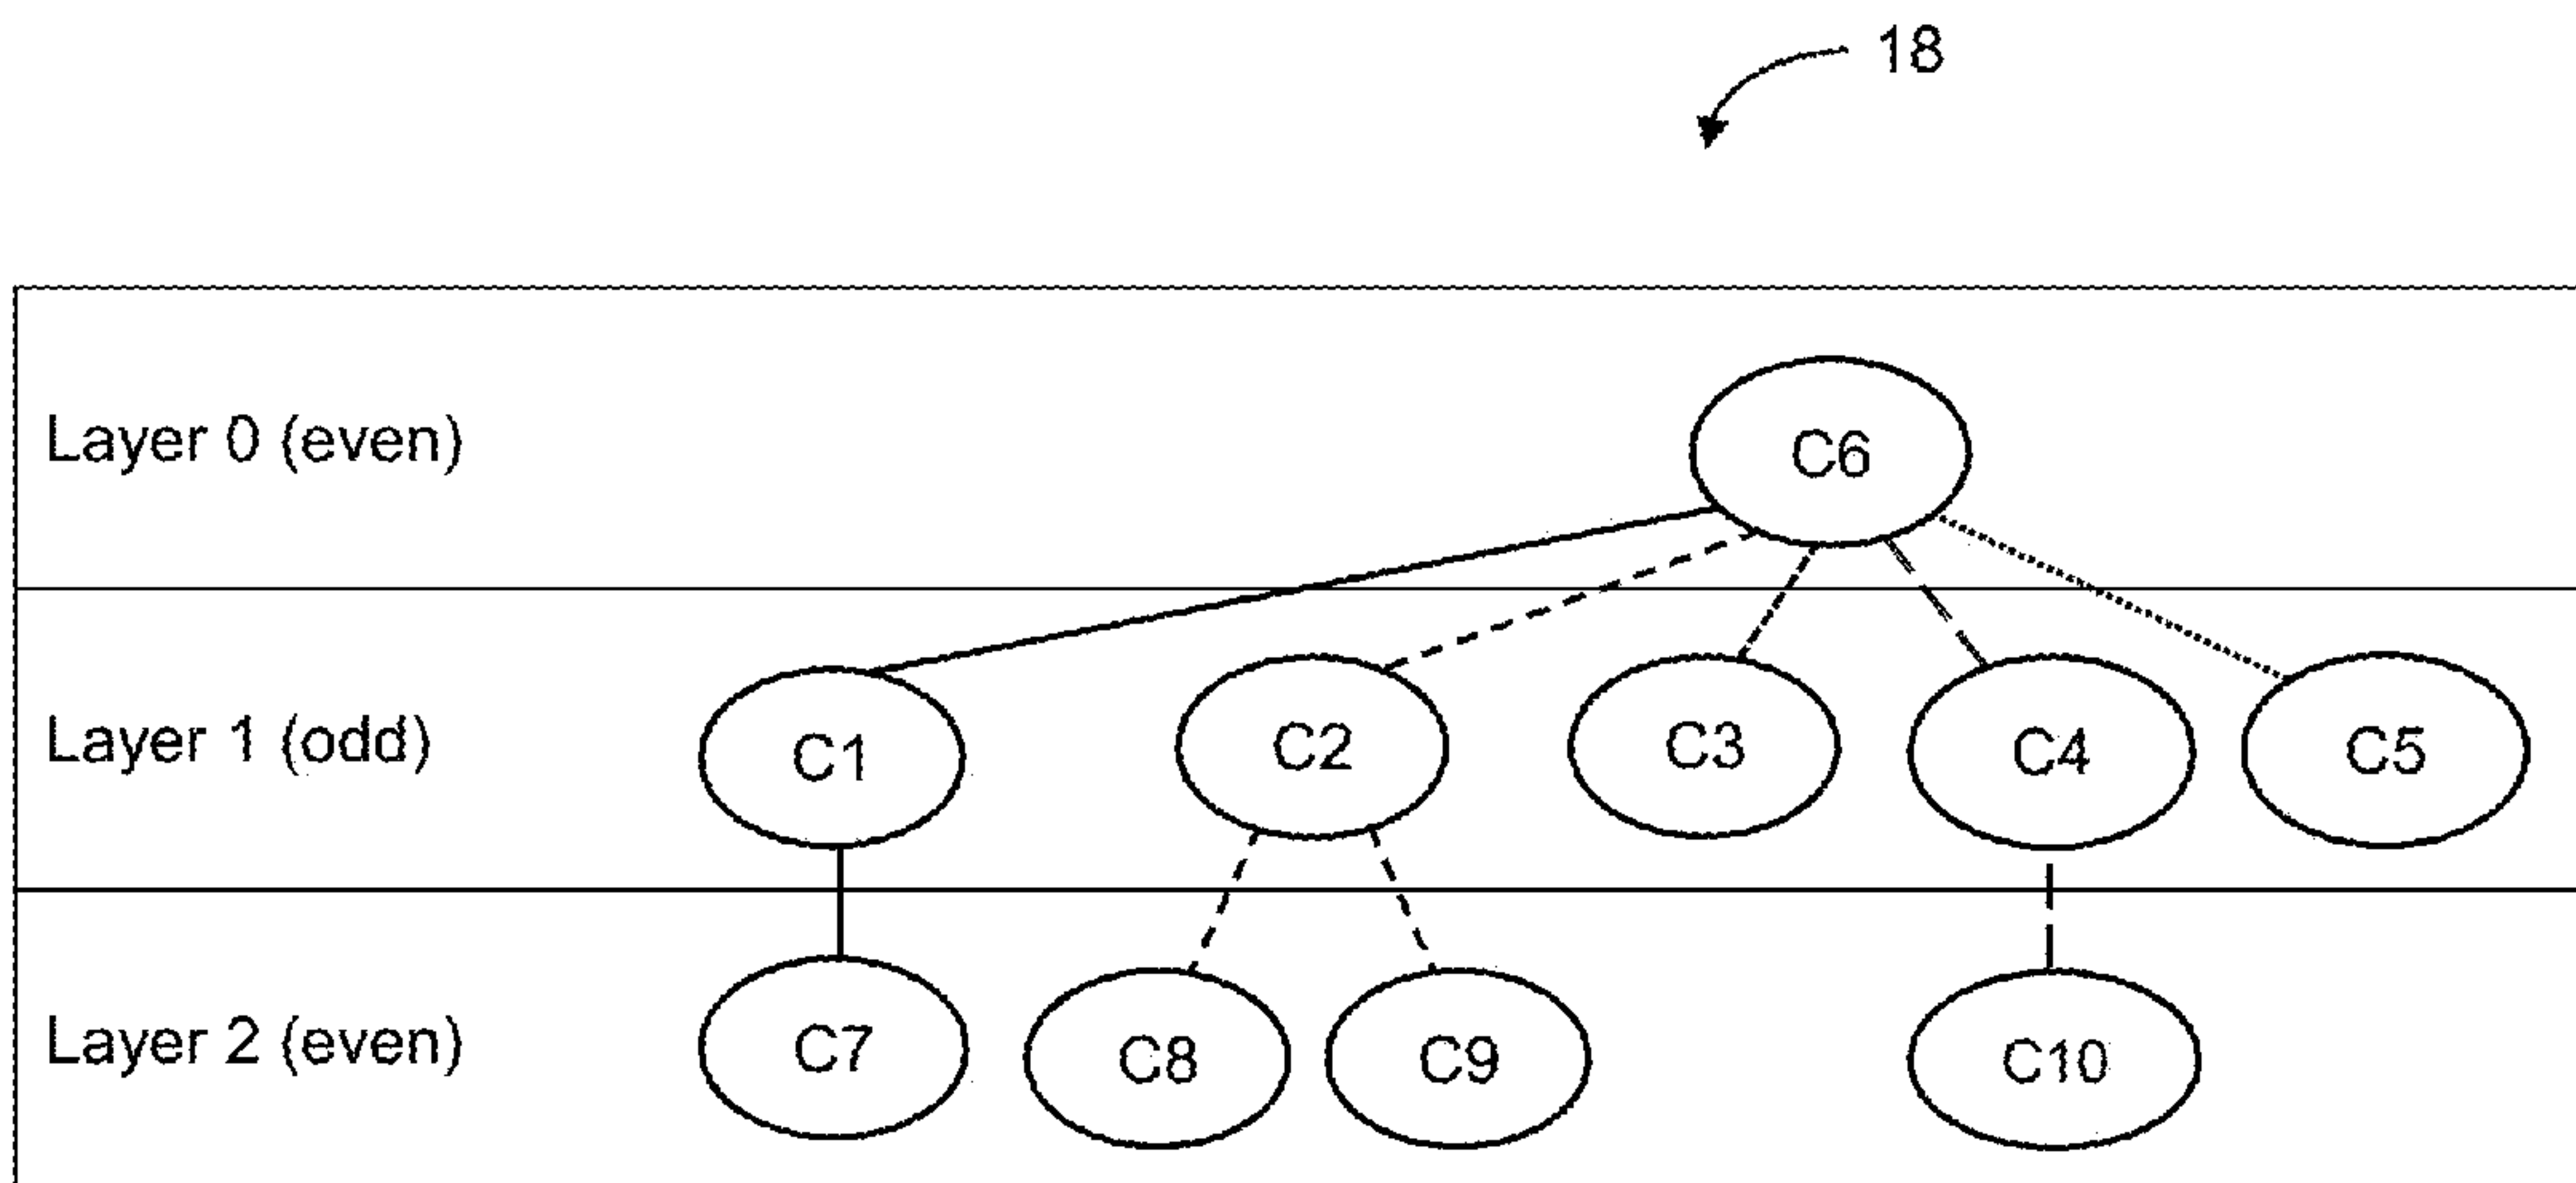 18
Layer 0 (even)
C6
Layer 1 (odd)
C1
C2
C3
C4
C5
Layer 2 (even)
C7
C8
C9
C10